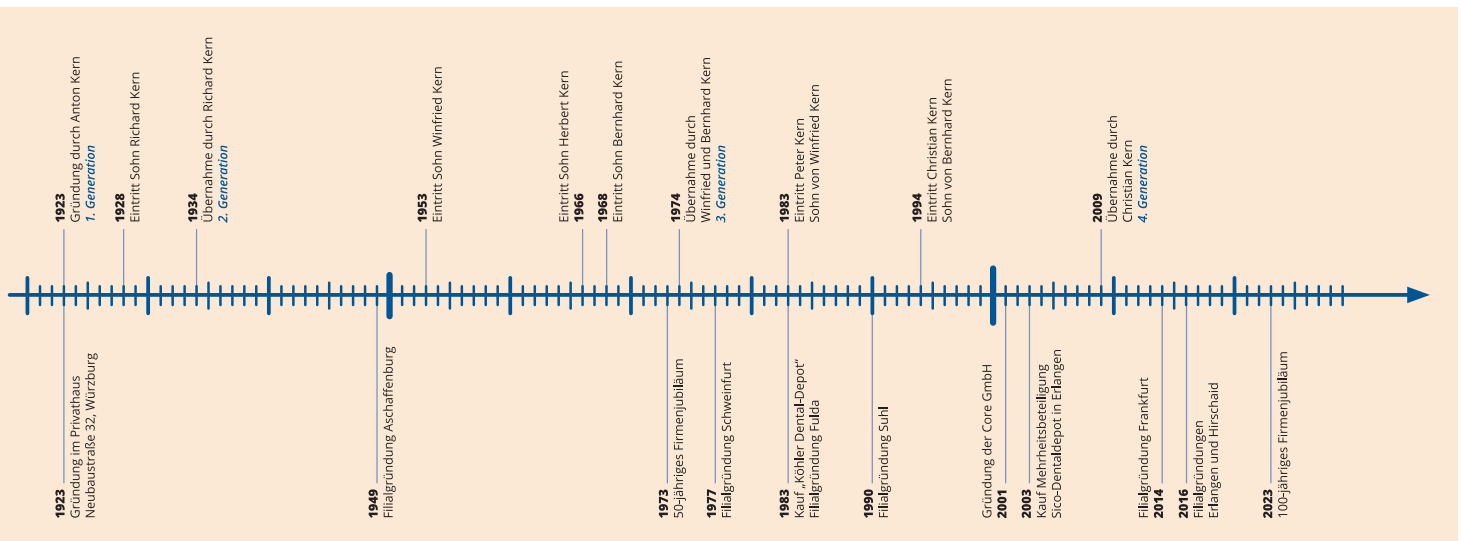 1923
Gründung durch Anton Kern
1. Generation
1928
Eintritt Sohn Richard Kern
1934
Übernahme durch Richard Kern
2. Generation
1953
Eintritt Sohn Winfried Kern
Eintritt Sohn Herbert Kern
1966
1968
Eintritt Sohn Bernhard Kern
1974
Übernahme durch
Winfried und Bernhard Kern
3. Generation
1983
Eintritt Peter Kern
Sohn von Winfried Kern
1994
Eintritt Christian Kern
Sohn von Bernhard Kern
2009
Übernahme durch
Christian Kern
4. Generation
1923
Gründung im Privathaus
Neubaustraße 32, Würzburg
1949
Filialgründung Aschaffenburg
1973
50-jähriges Firmenjubiläum
1977
Filialgründung Schweinfurt
1983
Kauf „Köhler Dental-Depot“
Filialgründung Fulda
1990
Filialgründung Suhl
Gründung der Core GmbH
2001
2003
Kauf Mehrheitsbeteiligung
Sico-Dentaldepot in Erlangen
Filialgründung Frankfurt
2014
2016
Filialgründungen
Erlangen und Hirschaid
2023
100-jähriges Firmenjubiläum